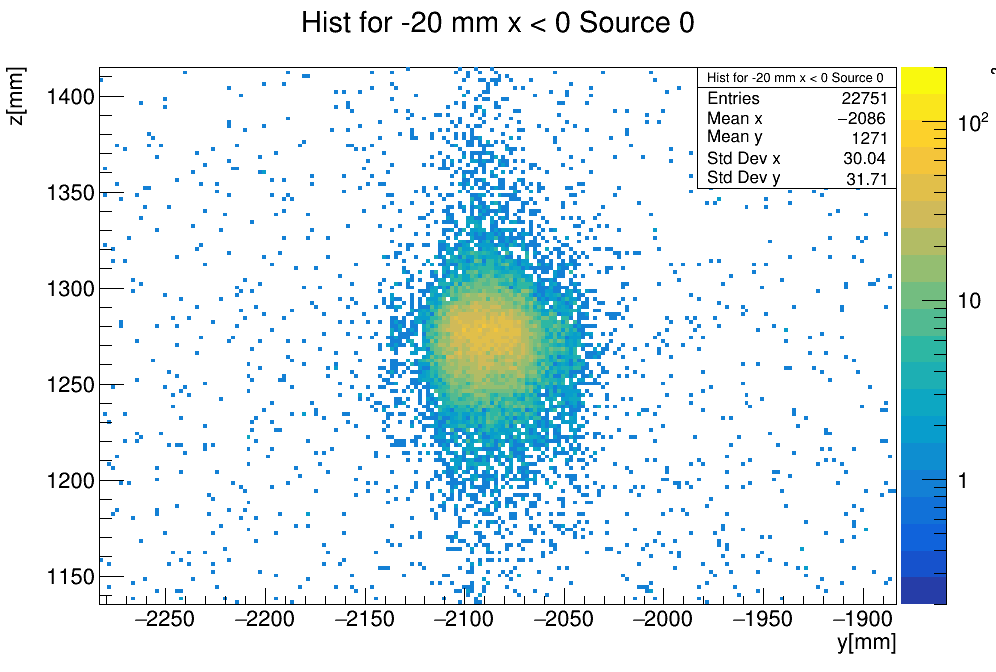 Hist for -20 mm x < 0 Source 0
z[mm]
1400
1350
1300
1250
1200
1150
Hist for -20 mm x < 0 Source 0
Entries 22751
Mean x −2086
Mean y 1271
Std Dev x 30.04
Std Dev y 31.71
10²
10
1
−2250 −2200 −2150 −2100 −2050 −2000 −1950 −1900
y[mm]